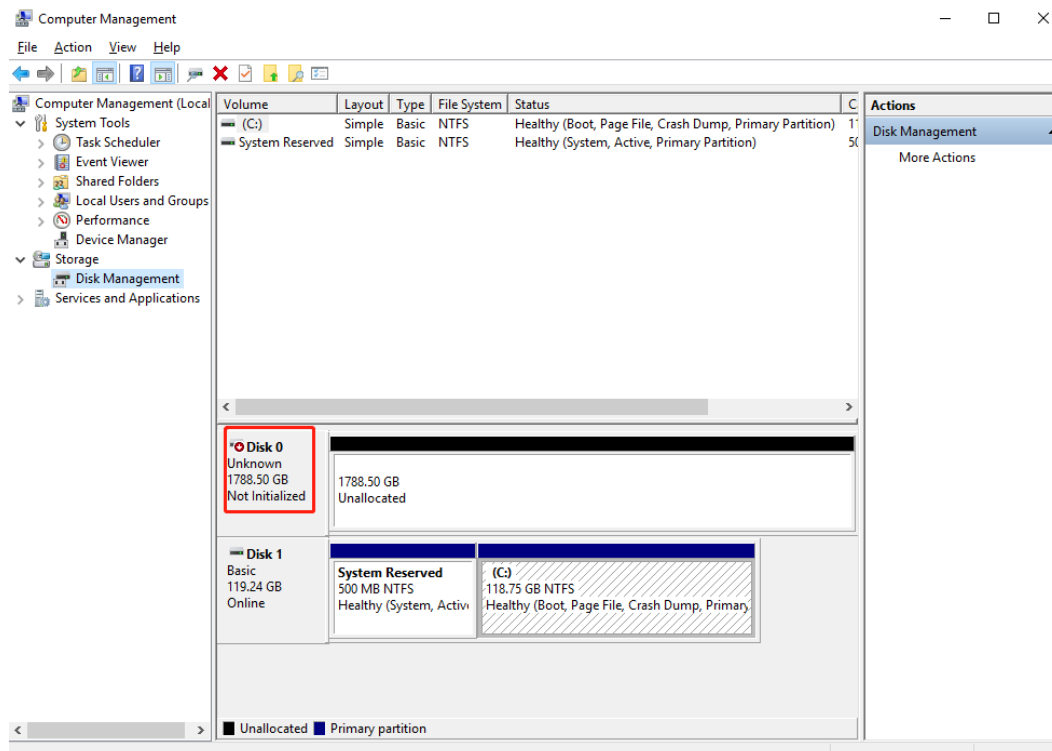 Computer Management
File Action View Help
Computer Management (Local
System Tools
Task Scheduler
Event Viewer
Shared Folders
Local Users and Groups
Performance
Device Manager
Storage
Disk Management
Services and Applications
Volume Layout Type File System Status C
(C:) Simple Basic NTFS Healthy (Boot, Page File, Crash Dump, Primary Partition) 11
System Reserved Simple Basic NTFS Healthy (System, Active, Primary Partition) 50
Disk 0
Unknown
1788.50 GB
Not Initialized
1788.50 GB
Unallocated
Disk 1
Basic
119.24 GB
Online
System Reserved
500 MB NTFS
Healthy (System, Active
(C:)
118.75 GB NTFS
Healthy (Boot, Page File, Crash Dump, Primary
Unallocated Primary partition
Actions
Disk Management
More Actions